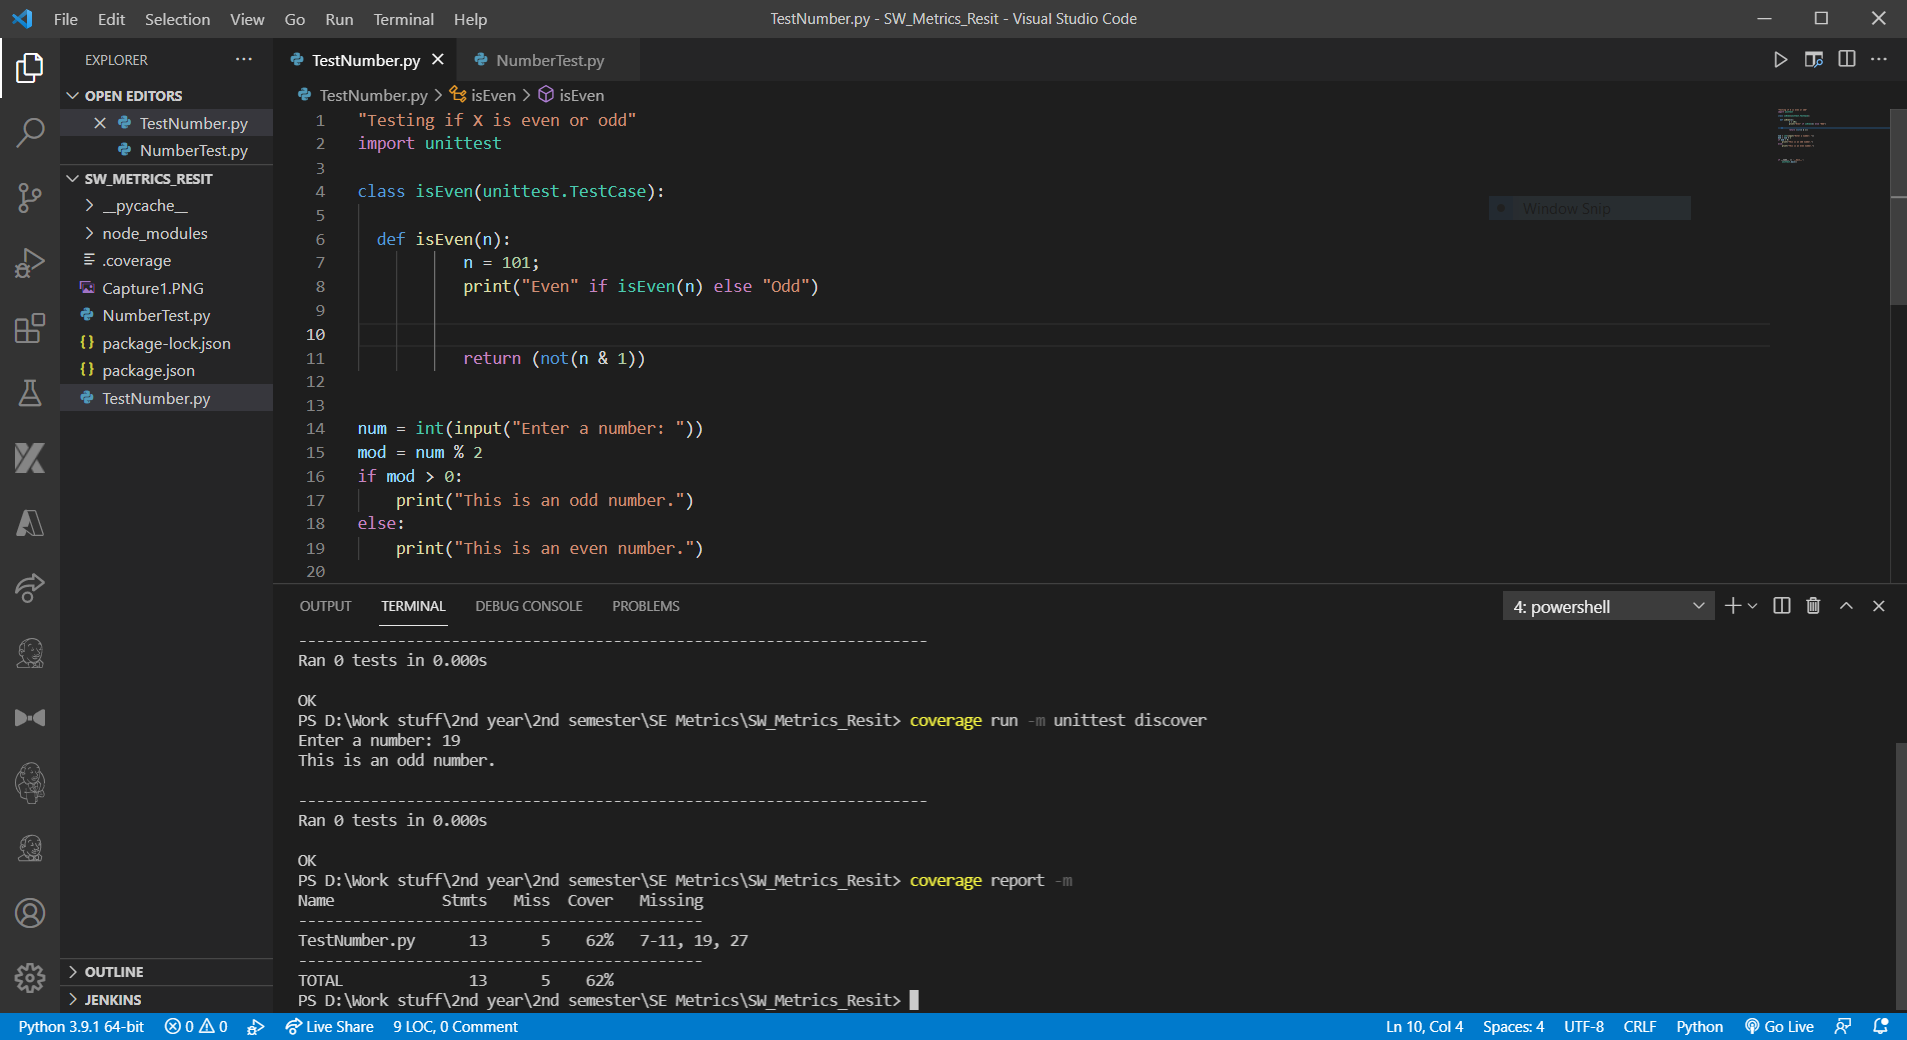 File Edit Selection View Go Run Terminal Help
TestNumber.py - SW_Metrics_Resit - Visual Studio Code
EXPLORER
OPEN EDITORS
TestNumber.py
NumberTest.py
SW_METRICS_RESIT
__pycache__
node_modules
.coverage
Capture1.PNG
NumberTest.py
package-lock.json
package.json
TestNumber.py
OUTLINE
JENKINS
TestNumber.py NumberTest.py
TestNumber.py > isEven > isEven
1 "Testing if X is even or odd"
2 import unittest
3
4 class isEven(unittest.TestCase):
5
6 def isEven(n):
7 n = 101;
8 print("Even" if isEven(n) else "Odd")
9
10
11 return (not(n & 1))
12
13
14 num = int(input("Enter a number: "))
15 mod = num % 2
16 if mod > 0:
17 print("This is an odd number.")
18 else:
19 print("This is an even number.")
20
Window Snip
OUTPUT TERMINAL DEBUG CONSOLE PROBLEMS
4: powershell
----------------------------------------------------------------------
Ran 0 tests in 0.000s
OK
PS D:\Work stuff\2nd year\2nd semester\SE Metrics\SW_Metrics_Resit> coverage run -m unittest discover
Enter a number: 19
This is an odd number.
----------------------------------------------------------------------
Ran 0 tests in 0.000s
OK
PS D:\Work stuff\2nd year\2nd semester\SE Metrics\SW_Metrics_Resit> coverage report -m
Name Stmts Miss Cover Missing
---------------------------------------------
TestNumber.py 13 5 62% 7-11, 19, 27
---------------------------------------------
TOTAL 13 5 62%
PS D:\Work stuff\2nd year\2nd semester\SE Metrics\SW_Metrics_Resit>
Python 3.9.1 64-bit 0 0 Live Share 9 LOC, 0 Comment
Ln 10, Col 4 Spaces: 4 UTF-8 CRLF Python Go Live